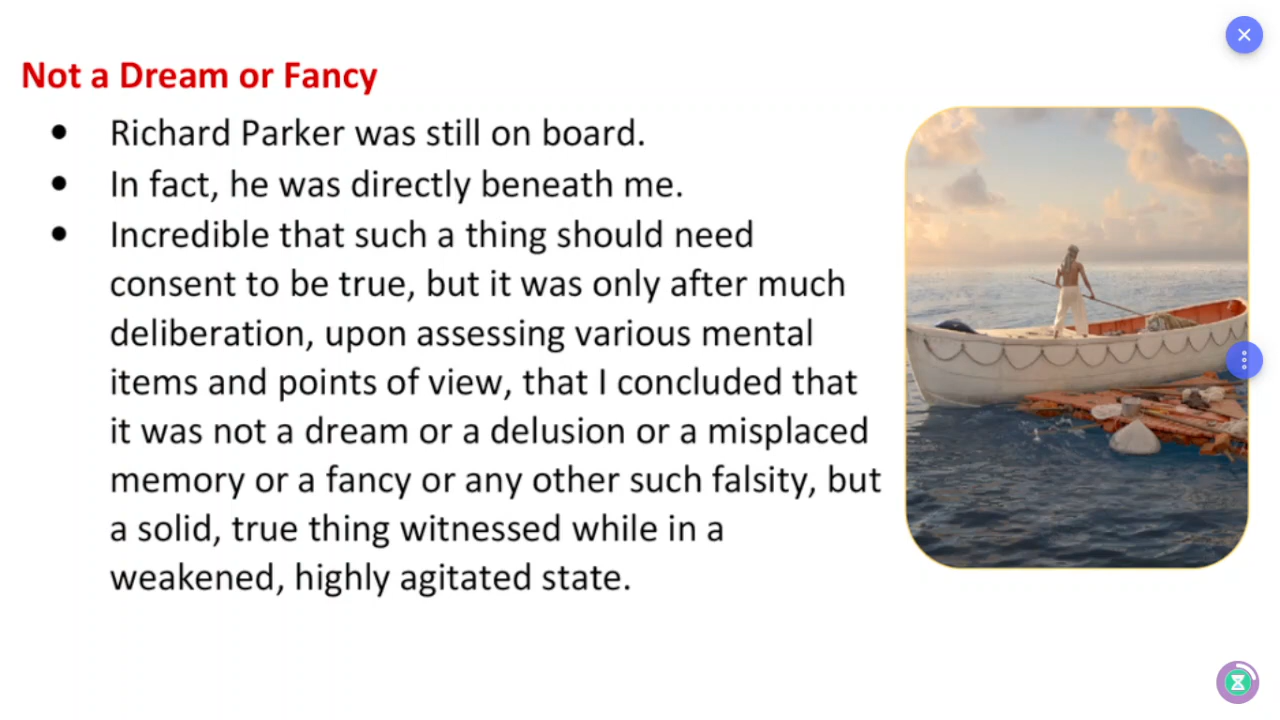 Not a Dream or Fancy
● Richard Parker was still on board.
● In fact, he was directly beneath me.
● Incredible that such a thing should need
consent to be true, but it was only after much
deliberation, upon assessing various mental
items and points of view, that I concluded that
it was not a dream or a delusion or a misplaced
memory or a fancy or any other such falsity, but
a solid, true thing witnessed while in a
weakened, highly agitated state.